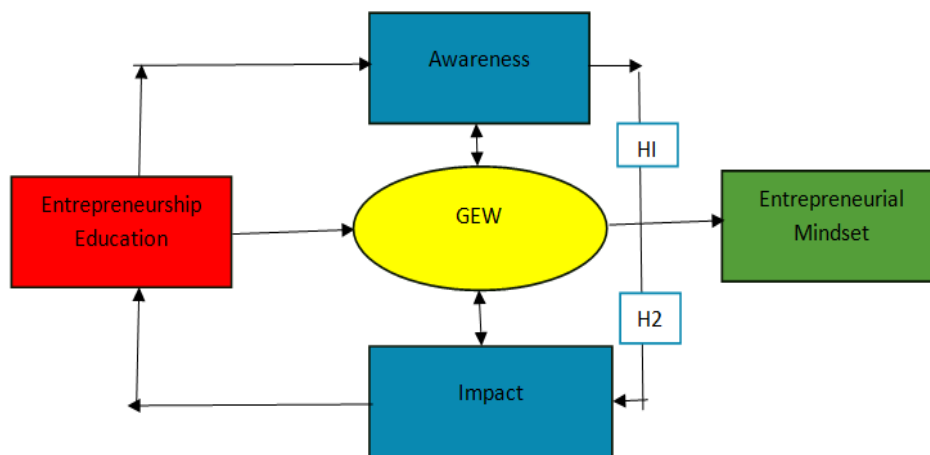 Awareness
HI
Entrepreneurship
Education
GEW
Entrepreneurial
Mindset
H2
Impact